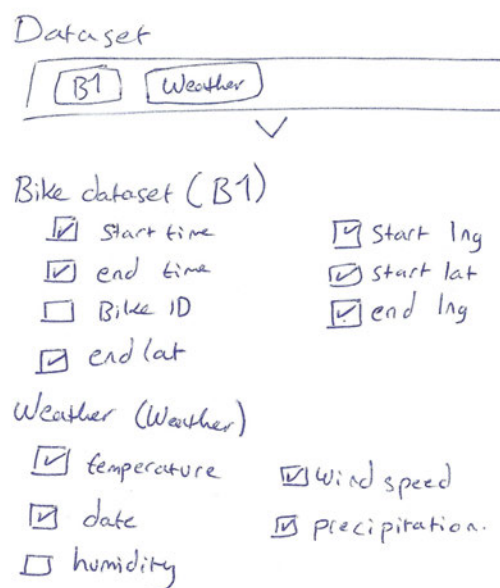 Dataset
B1 Weather
Bike dataset (B1)
start time
start lng
end time
start lat
Bike ID
end lng
end lat
Weather (Weather)
temperature
wind speed
date
precipitation.
humidity